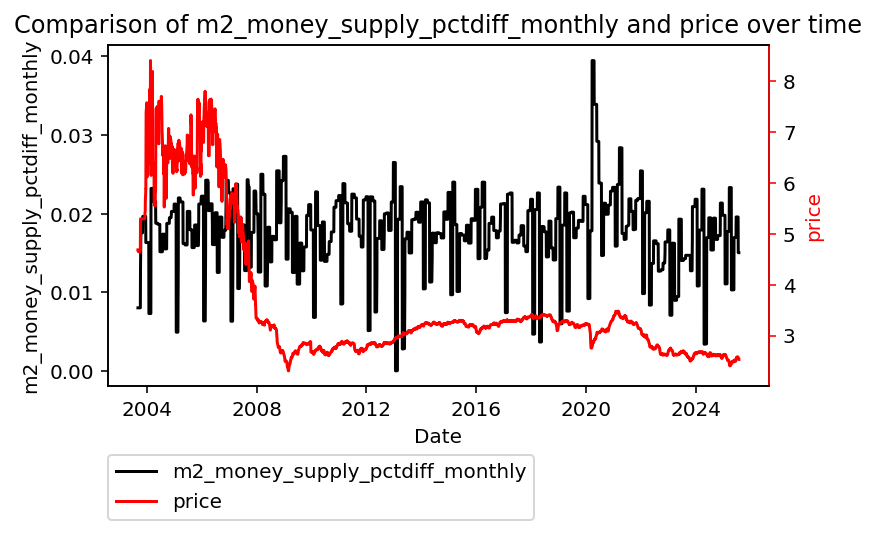 Comparison of m2_money_supply_pctdiff_monthly and price over time
m2_money_supply_pctdiff_monthly
0.04
0.03
0.02
0.01
0.00
8
7
6
5
4
3
price
2004
2008
2012
2016
2020
2024
Date
m2_money_supply_pctdiff_monthly
price